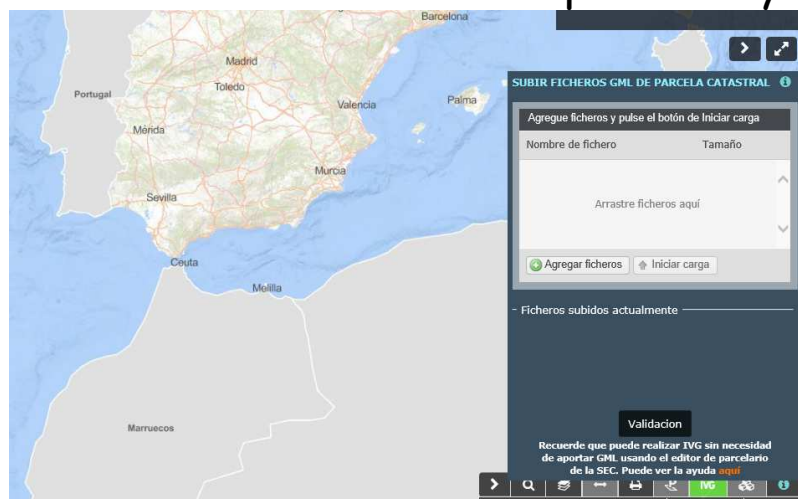 Barcelona
Madrid
Toledo
Portugal
Valencia
Palma
Mérida
Murcia
Sevilla
Ceuta
Melilla
Marruecos
SUBIR FICHEROS GML DE PARCELA CATASTRAL
Agregue ficheros y pulse el botón de Iniciar carga
Nombre de fichero Tamaño
Arrastre ficheros aquí
Agregar ficheros Iniciar carga
Ficheros subidos actualmente
Validacion
Recuerde que puede realizar IVG sin necesidad
de aportar GML usando el editor de parcelario
de la SEC. Puede ver la ayuda aquí
IVG